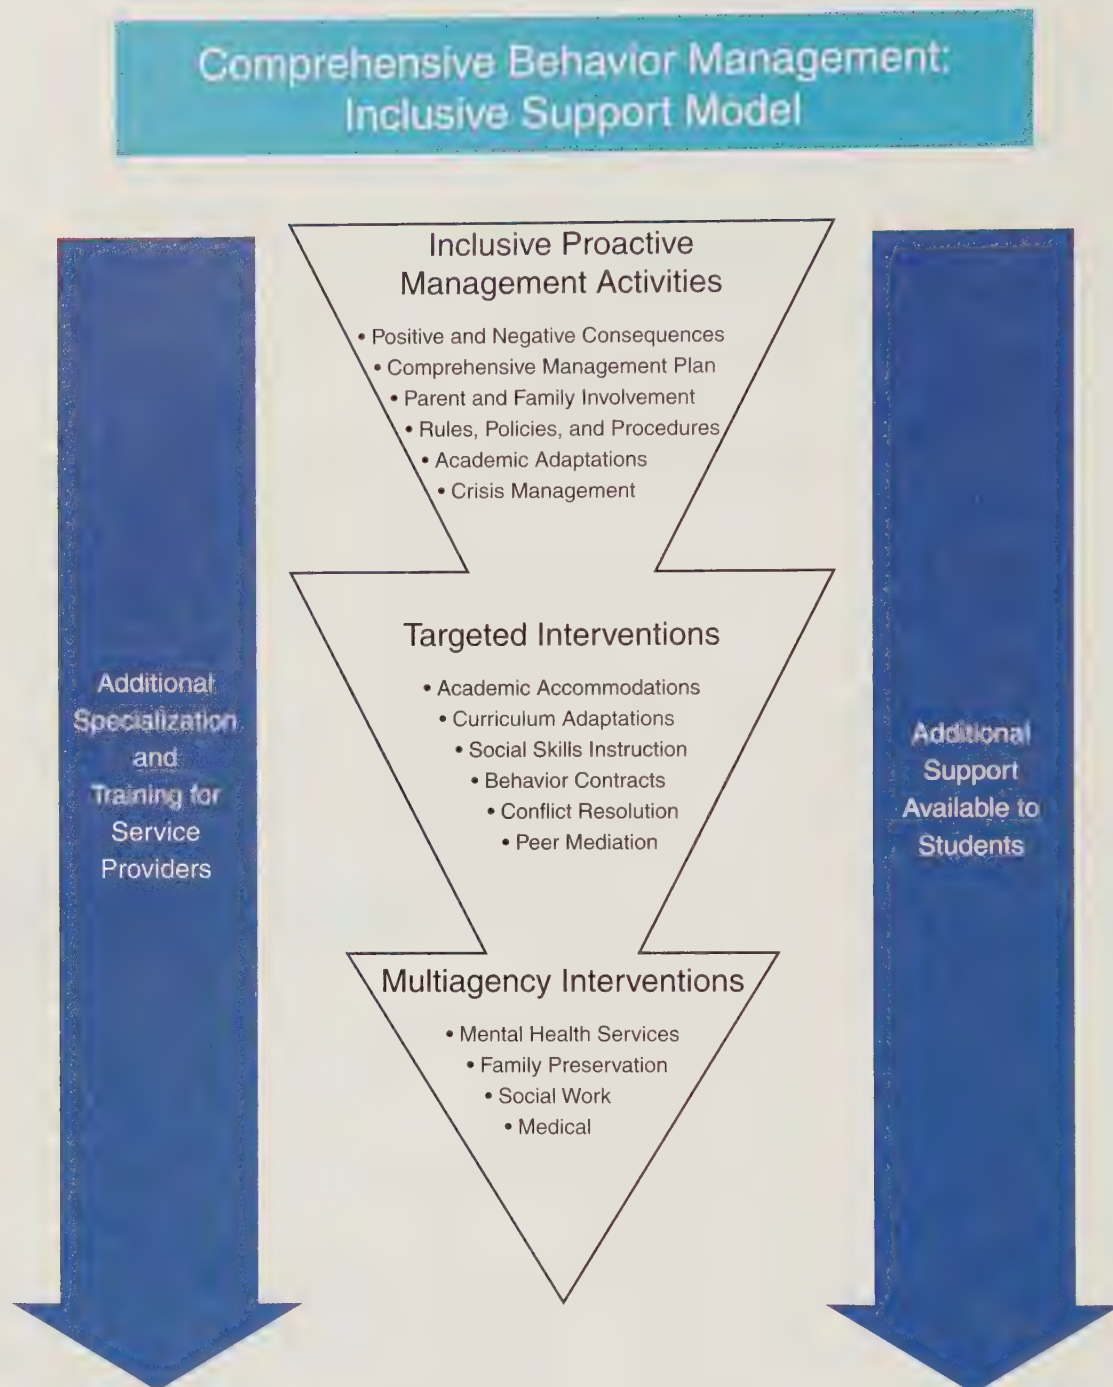 Comprehensive Behavior Management:
Inclusive Support Model
Inclusive Proactive
Management Activities
• Positive and Negative Consequences
• Comprehensive Management Plan
• Parent and Family Involvement
• Rules, Policies, and Procedures
• Academic Adaptations
• Crisis Management
Targeted Interventions
• Academic Accommodations
• Curriculum Adaptations
• Social Skills Instruction
• Behavior Contracts
• Conflict Resolution
• Peer Mediation
Multiagency Interventions
• Mental Health Services
• Family Preservation
• Social Work
• Medical
Additional
Specialization
and
Training for
Service
Providers
Additional
Support
Available to
Students